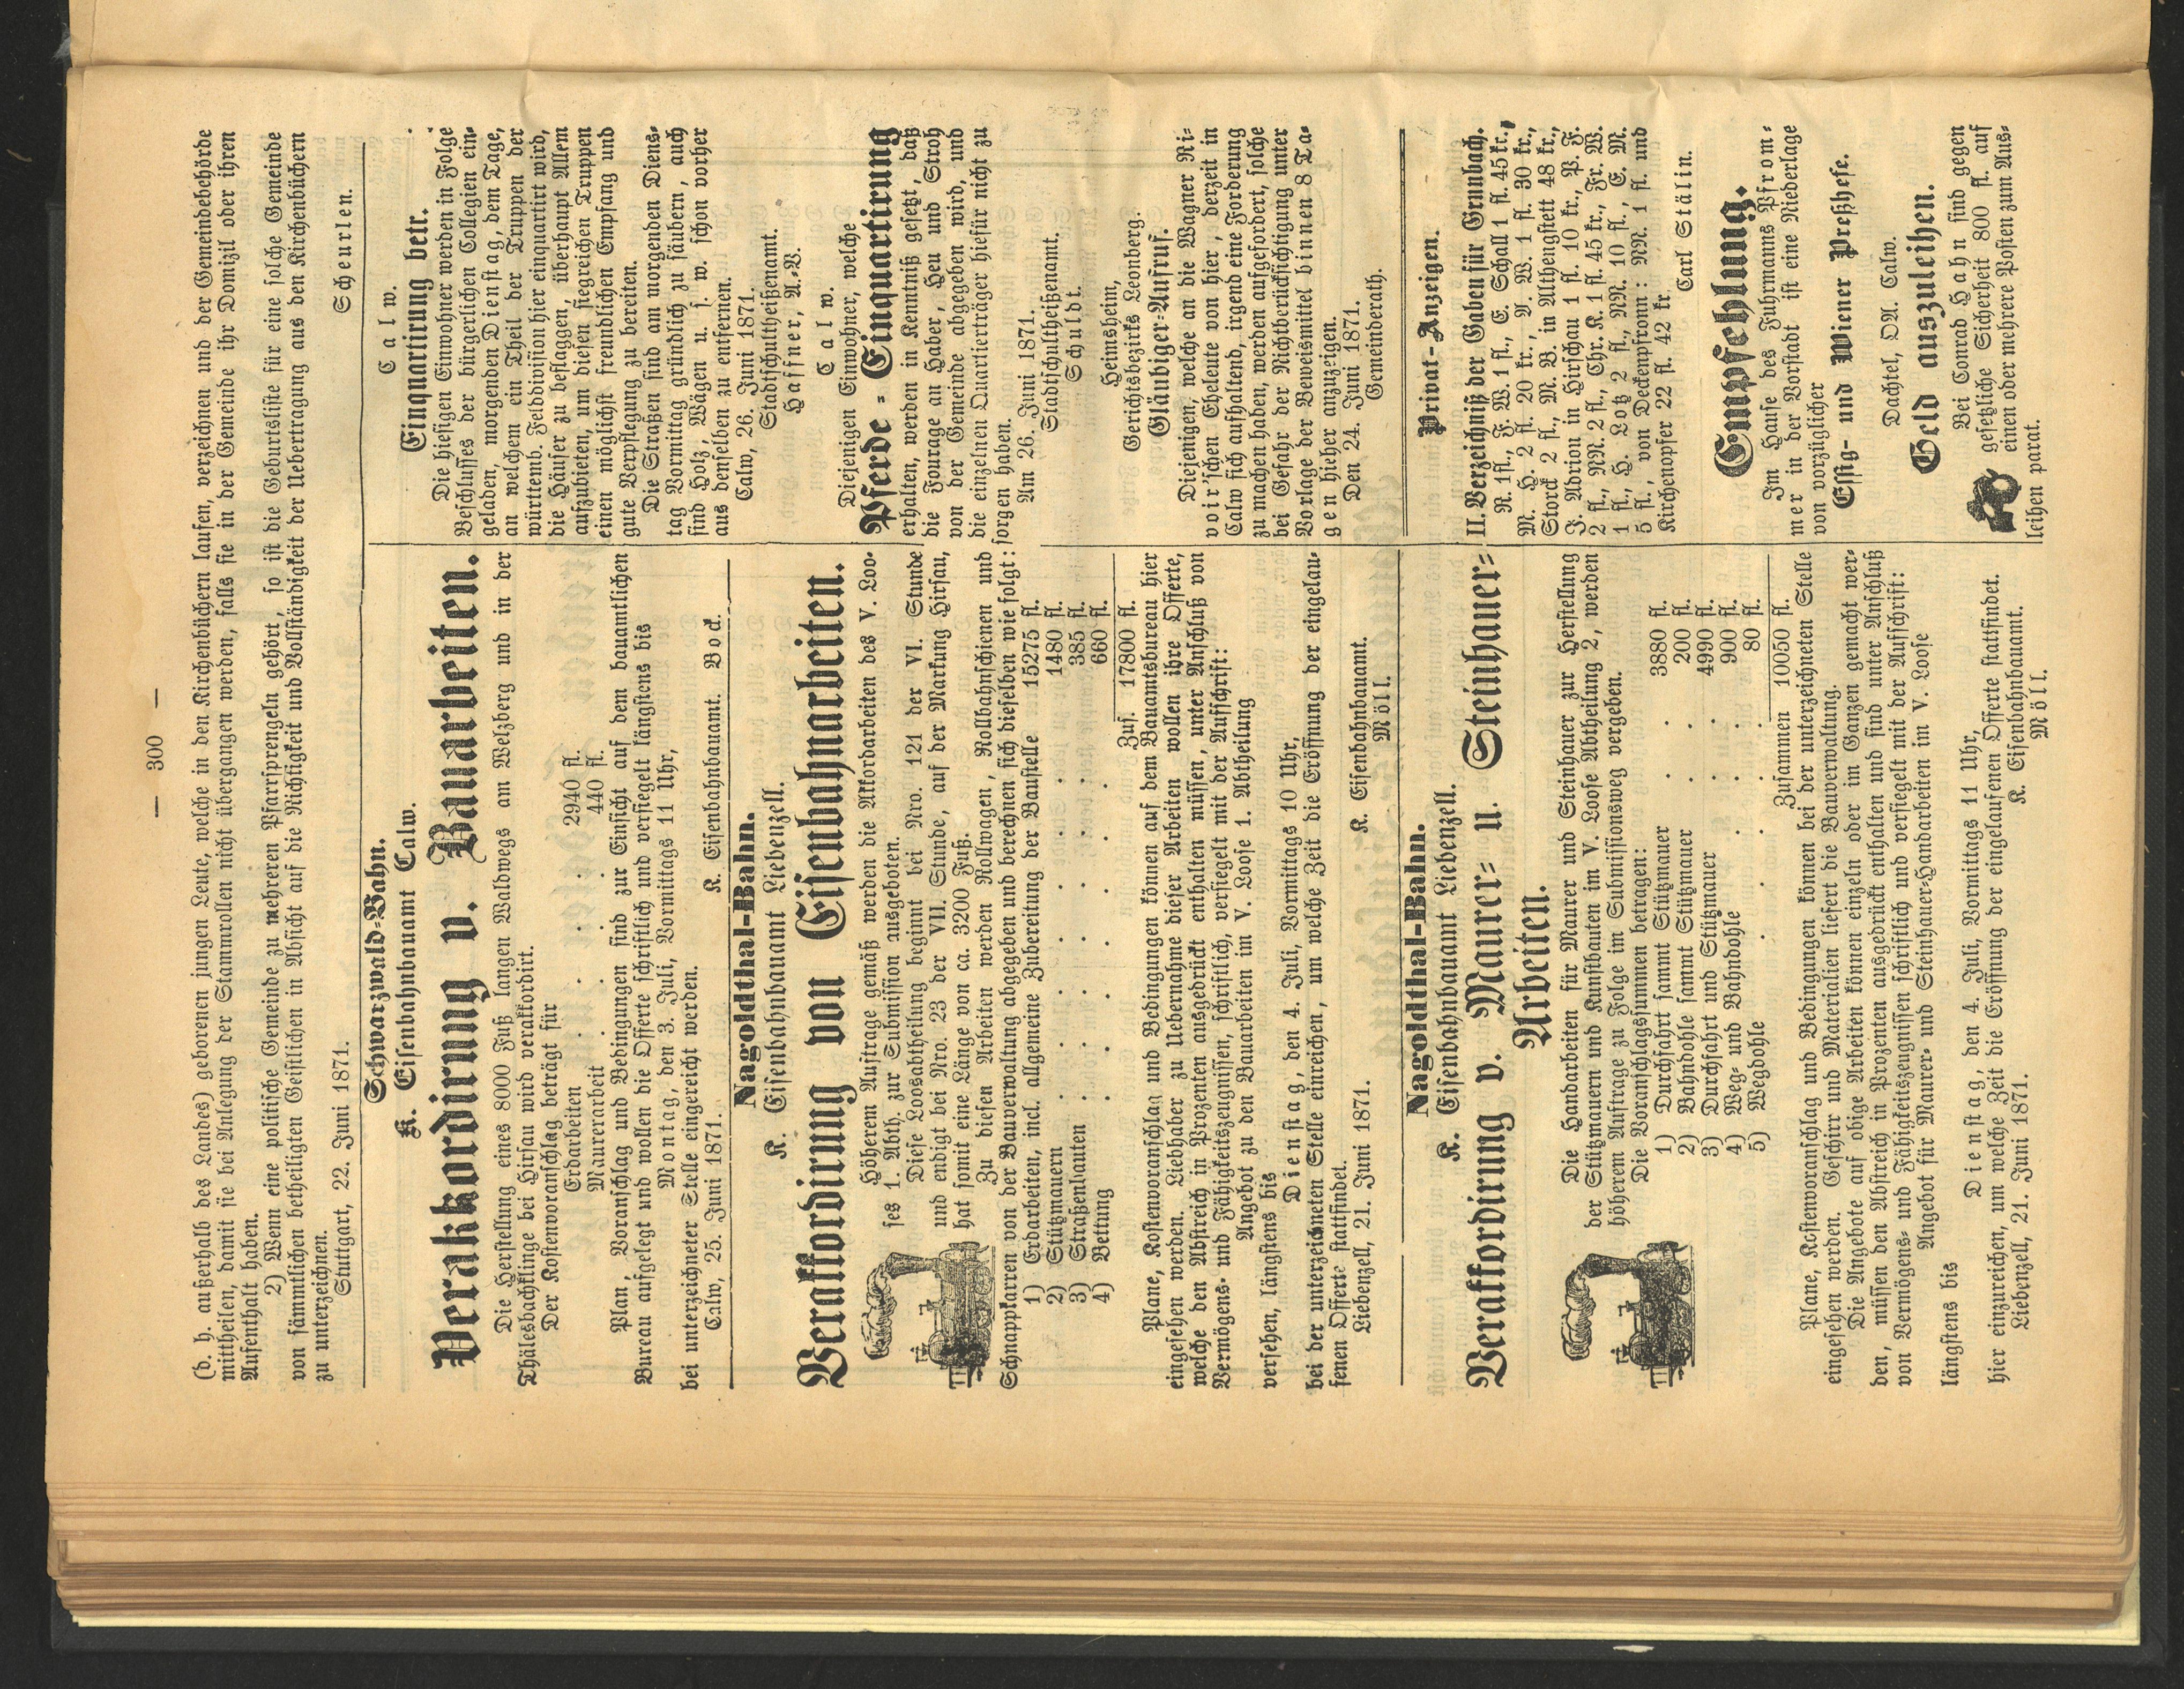 — 300 —
(d. h. außerhalb des Landes) geborenen jungen Leute, welche in den Kirchenbüchen laufen, verzeichnen und der Gemeindebehörde
mittheilen, damit sie bei Anlegung der Stammrollen nicht übergangen werden, falls sie in der Gemeinde ihr Domizil oder ihren
Aufenthalt haben.
2) Wenn eine politische Gemeinde zu mehreren Pfarrsprengeln gehört, so ist die Geburtsliste für eine solche Gemeinde
von sämmtlichen betheiligten Geistlichen in Absicht auf die Richtigkeit und Vollständigkeit der Uebertragung aus den Kirchenbüchern
zu unterzeichnen.
Stuttgart, 22. Juni 1871.
Scheurlen.
Schwarzwald-Bahn.
K. Eisenbahnbauamt Calw.
Verakkordirung v. Bauarbeiten.
Die Herstellung eines 8000 Fuß langen Waldwegs am Welzberg und in der
Thälesbachklinge bei Hirsau wird verakkordirt.
Der Kostenvoranschlag beträgt für
Erdarbeiten . . . . 2940 fl.
Maurerarbeit . . . . 440 fl.
Plan, Voranschlag und Bedingungen sind zur Einsicht auf dem bauamtlichen
Bureau aufgelegt und wollen die Offerte schriftlich und versiegelt längstens bis
Montag, den 3. Juli, Vormittags 11 Uhr,
bei unterzeichneter Stelle eingereicht werden.
Calw, 25. Juni 1871.
K. Eisenbahnbauamt. Bock.
Nagoldthal-Bahn.
K. Eisenbahnbauamt Liebenzell.
Verakkordirung von Eisenbahnarbeiten.
Höherem Auftrage gemäß werden die Akkordarbeiten des V. Loo-
ses 1. Abth. zur Submission ausgeboten.
Diese Loosabtheilung beginnt bei Nro. 121 der VI. Stunde
und endigt bei Nro. 23 der VII. Stunde, auf der Markung Hirsau,
hat somit eine Länge von ca. 3200 Fuß.
Zu diesen Arbeiten werden Rollwagen, Rollbahnschienen und
Schnappkarren von der Bauverwaltung abgegeben und berechnen sich dieselben wie folgt:
1) Erdarbeiten, incl. allgemeine Zubereitung der Baustelle 15275 fl.
2) Stützmauern . . . . . . 1480 fl.
3) Straßenbauten . . . . . . 385 fl.
4) Bettung . . . . . . 660 fl.
Zus. 17800 fl.
Plane, Kostenvoranschlag und Bedingungen können auf dem Bauamtsbureau hier
eingesehen werden. Liebhaber zu Uebernahme dieser Arbeiten wollen ihre Offerte,
welche den Abstreich in Prozenten ausgedrückt enthalten müssen, unter Anschluß von
Vermögens- und Fähigkeitszeugnissen, schriftlich, versiegelt mit der Aufschrift:
Angebot zu den Bauarbeiten im V. Loose 1. Abtheilung
versehen, längstens bis
Dienstag, den 4. Juli, Vormittags 10 Uhr,
bei der unterzeichneten Stelle einreichen, um welche Zeit die Eröffnung der eingelau-
fenen Offerte stattfindet.
Liebenzell, 21. Juni 1871.
K. Eisenbahnbauamt.
Möll.
Nagoldthal-Bahn.
K. Eisenbahnbauamt Liebenzell.
Verakkordirung v. Maurer- u. Steinhauer-
Arbeiten.
Die Handarbeiten für Maurer und Steinhauer zur Herstellung
der Stützmauern und Kunstbauten im V. Loose Abtheilung 2, werden
höherem Auftrage zu Folge im Submissionsweg vergeben.
Die Voranschlagssummen betragen:
1) Durchfahrt sammt Stützmauer . . 3880 fl.
2) Bahndohle sammt Stützmauer . . 200 fl.
3) Durchfahrt und Stützmauer . . 4990 fl.
4) Weg- und Bahndohle . . . 900 fl.
5) Wegdohle . . . . 80 fl.
Zusammen 10050 fl.
Plane, Kostenvoranschlag und Bedingungen können bei der unterzeichneten Stelle
eingesehen werden. Geschirr und Materialien liefert die Bauverwaltung.
Die Angebote auf obige Arbeiten können einzeln oder im Ganzen gemacht wer-
den, müssen den Abstreich in Prozenten ausgedrückt enthalten und sind unter Anschluß
von Vermögens- und Fähigkeitszeugnissen schriftlich und versiegelt mit der Aufschrift:
Angebot für Maurer- und Steinhauer-Handarbeiten im V. Loose
längstens bis
Dienstag, den 4. Juli, Vormittags 11 Uhr,
hier einzureichen, um welche Zeit die Eröffnung der eingelaufenen Offerte stattfindet.
Liebenzell, 21. Juni 1871.
K. Eisenbahnbauamt.
Möll.
Calw.
Einquartirung betr.
Die hiesigen Einwohner werden in Folge
Beschlusses der bürgerlichen Collegien ein-
geladen, morgenden Dienstag, dem Tage,
an welchem ein Theil der Truppen der
württemb. Felddivision hier einquartirt wird,
die Häuser zu beflaggen, überhaupt Allem
aufzubieten, um diesen siegreichen Truppen
einen möglichst freundlichen Empfang und
gute Verpflegung zu bereiten.
Die Straßen sind am morgenden Diens-
tag Vormittag gründlich zu säubern, auch
sind Holz, Wägen u. s. w. schon vorher
aus denselben zu entfernen.
Calw, 26. Juni 1871.
Stadtschultheißenamt.
Haffner, A.-V.
Calw.
Diejenigen Einwohner, welche
Pferde-Einquartirung
erhalten, werden in Kenntniß gesetzt, daß
die Fourage an Haber, Heu und Stroh
von der Gemeinde abgegeben wird, und
die einzelnen Quartierträger hiefür nicht zu
sorgen haben.
Am 26. Juni 1871.
Stadtschultheißenamt.
Schuldt.
Heimsheim,
Gerichtsbezirks Leonberg.
Gläubiger-Aufruf.
Diejenigen, welche an die Wagner Ri-
voir'schen Eheleute von hier, derzeit in
Calw sich aufhaltend, irgend eine Forderung
zu machen haben, werden aufgefordert, solche
bei Gefahr der Nichtberücksichtigung unter
Vorlage der Beweismittel binnen 8 Ta-
gen hieher anzuzeigen.
Den 24. Juni 1871.
Gemeinderath.
Privat-Anzeigen.
II. Verzeichniß der Gaben für Grunbach.
R. 1 fl., F. W. 1 fl., E. Schall 1 fl. 45 kr.,
M. H. 2 fl. 20 kr., A. W. 1 fl. 30 kr.,
Storck 2 fl., M. B. in Althengstett 48 kr.,
J. Adrion in Hirschau 1 fl. 10 kr., P. F.
2 fl., NN. 2 fl., Chr. K. 1 fl. 45 kr., Fr. W.
1 fl., H. Lotz 2 fl., NN. 10 fl., E. M.
5 fl., von Deckenpfronn: NN. 1 fl. und
Kirchenopfer 22 fl. 42 kr.
Carl Stälin.
Empfehlung.
Im Hause des Fuhrmanns Pfrom-
mer in der Vorstadt ist eine Niederlage
von vorzüglicher
Essig- und Wiener Preßhefe.
Dachtel, OA. Calw.
Geld auszuleihen.
Bei Conrad Hahn sind gegen
gesetzliche Sicherheit 800 fl. auf
einen oder mehrere Posten zum Aus-
leihen parat.